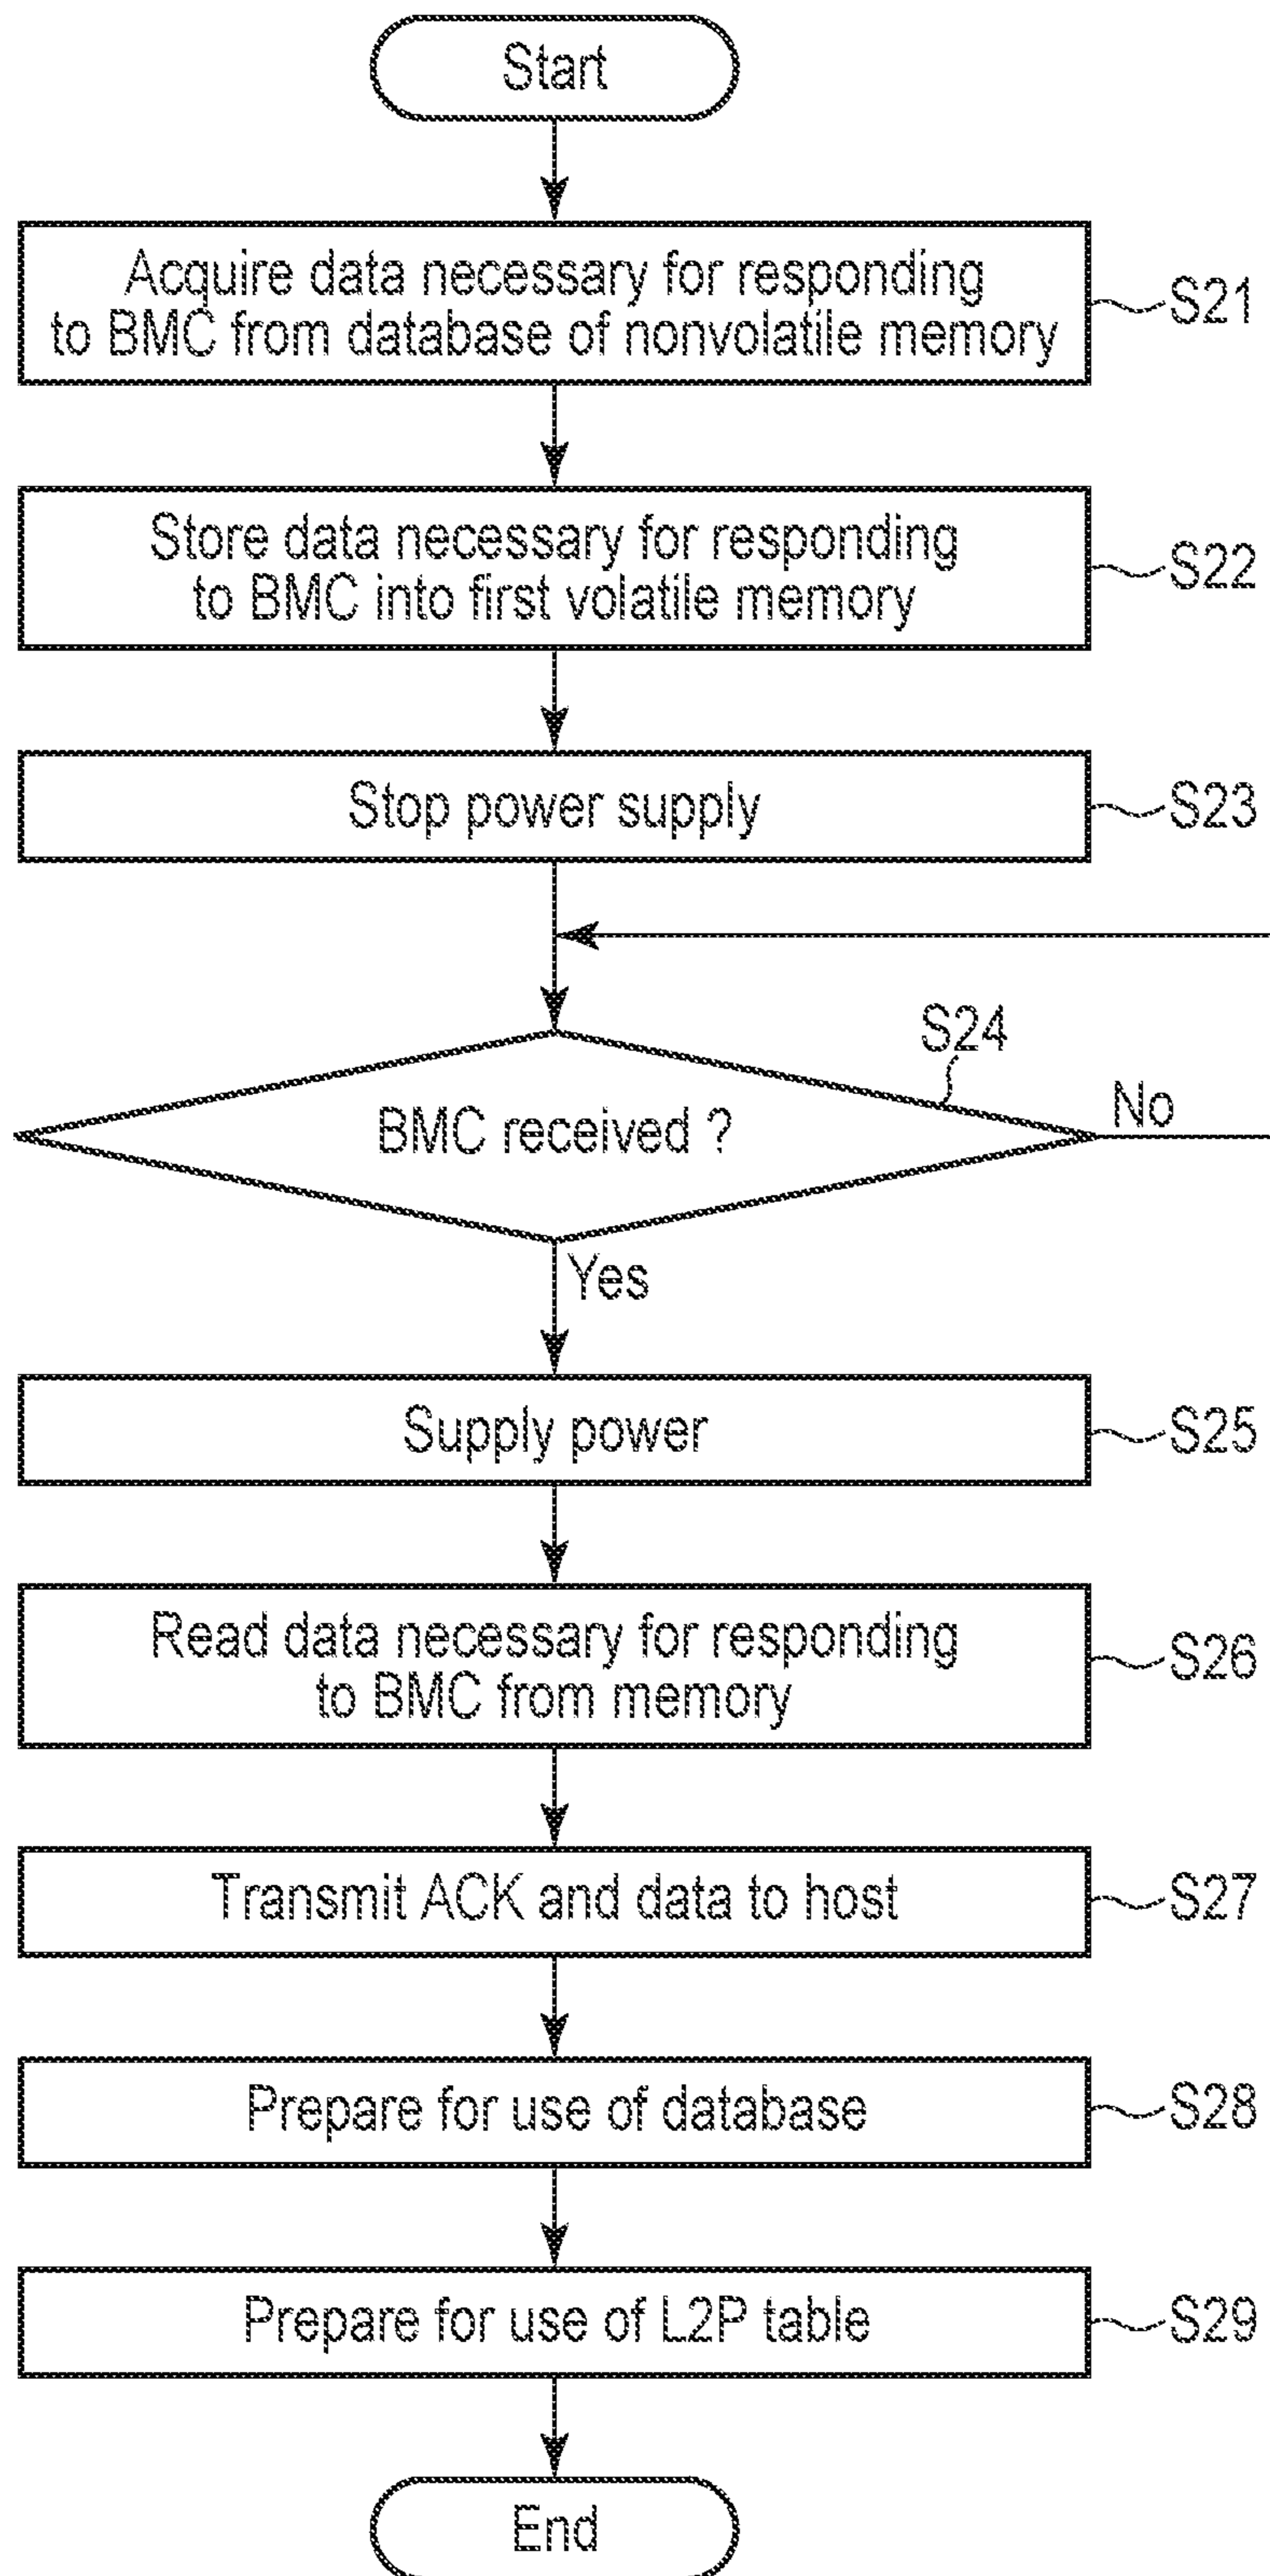 Start
Acquire data necessary for responding
to BMC from database of nonvolatile memory
S21
Store data necessary for responding
to BMC into first volatile memory
S22
Stop power supply
S23
S24
BMC received ?
No
Yes
Supply power
S25
Read data necessary for responding
to BMC from memory
S26
Transmit ACK and data to host
S27
Prepare for use of database
S28
Prepare for use of L2P table
S29
End